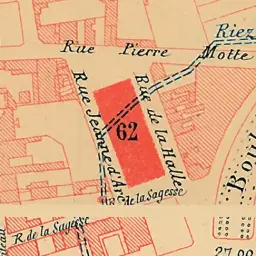 Riez
Rue Pierre Motte
Rue Jeanne d'Arc
Rue de la Halle
62
R. de la Sagesse
Boul
R. de la Sagesse
27.00